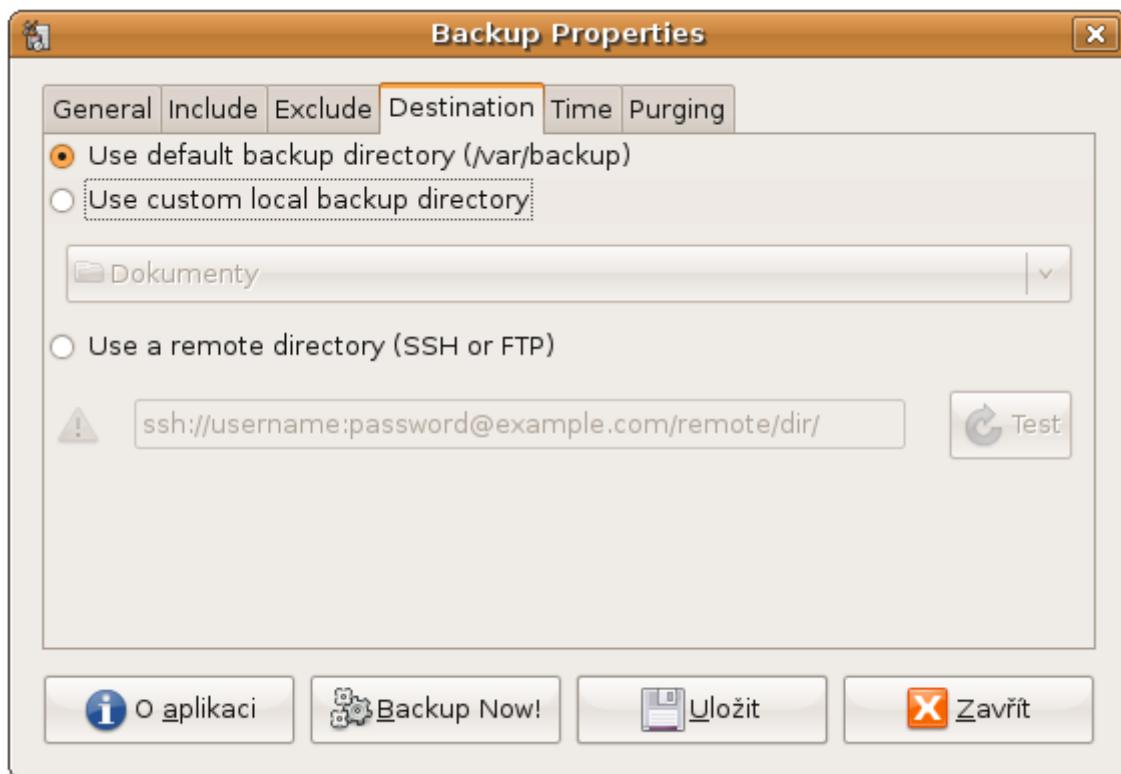 Backup Properties
General Include Exclude Destination Time Purging
Use default backup directory (/var/backup)
Use custom local backup directory
Dokumenty
Use a remote directory (SSH or FTP)
ssh://username:password@example.com/remote/dir/ Test
O aplikaci Backup Now! Uložit Zavřít